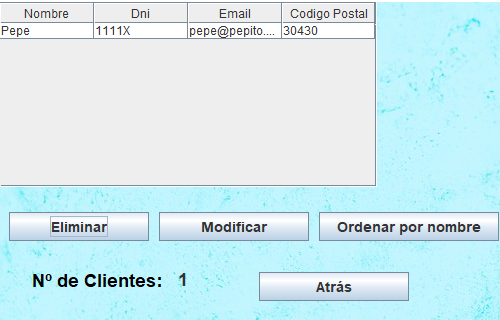 Nombre Dni Email Codigo Postal
Pepe 1111X pepe@pepito.... 30430
Eliminar Modificar Ordenar por nombre
Nº de Clientes: 1
Atrás